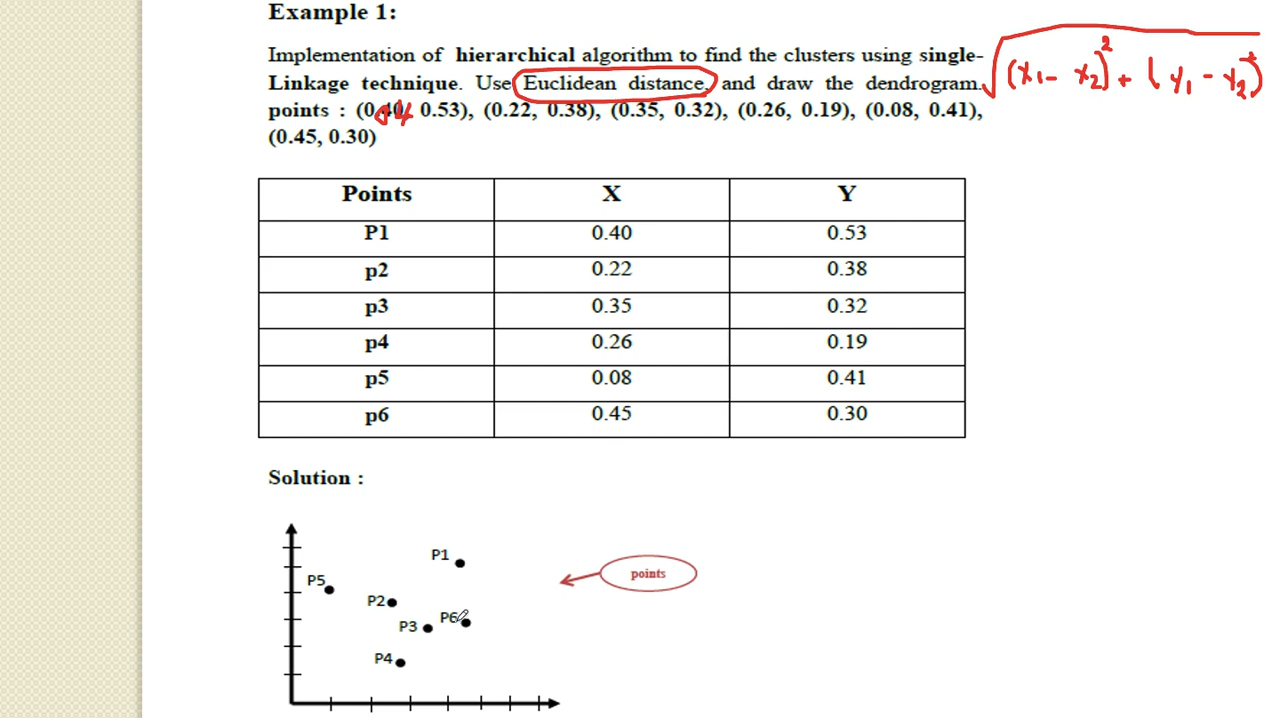 Example 1:
Implementation of hierarchical algorithm to find the clusters using single-
Linkage technique. Use Euclidean distance, and draw the dendrogram.
√(x1 - x2)² + (y1 - y2)²
points : (0.40, 0.53), (0.22, 0.38), (0.35, 0.32), (0.26, 0.19), (0.08, 0.41),
(0.45, 0.30)
Points X Y
P1 0.40 0.53
p2 0.22 0.38
p3 0.35 0.32
p4 0.26 0.19
p5 0.08 0.41
p6 0.45 0.30
Solution :
P1
P5
points
P2
P6
P3
P4